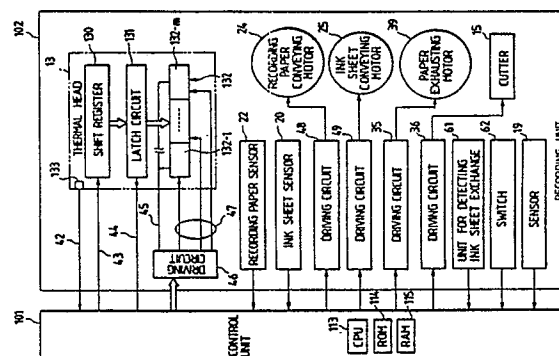 102
13
THERMAL HEAD
133
130
SHIFT REGISTER
131
LATCH CIRCUIT
132-m
132
132-1
42
43
44
45
47
46
DRIVING CIRCUIT
24
RECORDING PAPER CONVEYING MOTOR
25
INK SHEET CONVEYING MOTOR
39
PAPER EXHAUSTING MOTOR
15
CUTTER
22
RECORDING PAPER SENSOR
20
INK SHEET SENSOR
48
DRIVING CIRCUIT
49
DRIVING CIRCUIT
35
DRIVING CIRCUIT
36
DRIVING CIRCUIT
61
UNIT FOR DETECTING INK SHEET EXCHANGE
62
SWITCH
19
SENSOR
101
CONTROL UNIT
113
CPU
114
ROM
115
RAM